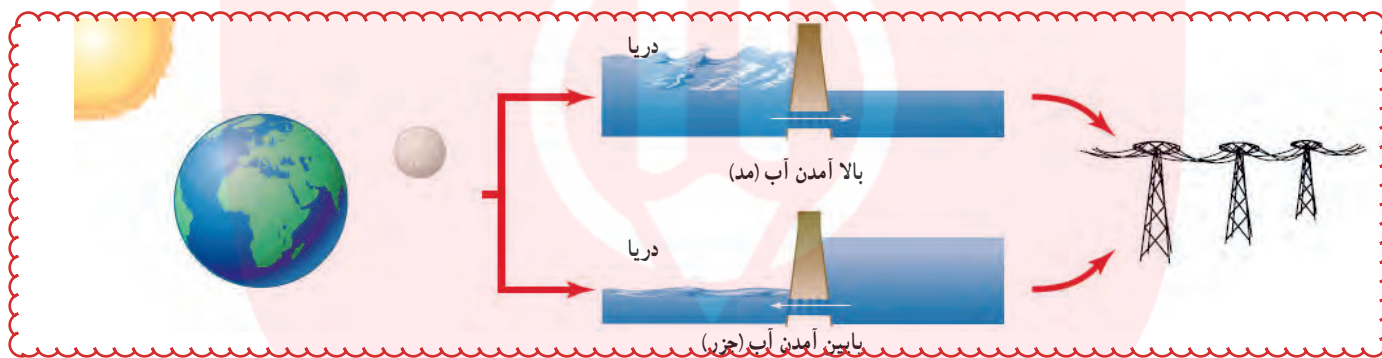 دریا
بالا آمدن آب (مد)
دریا
پایین آمدن آب (جزر)